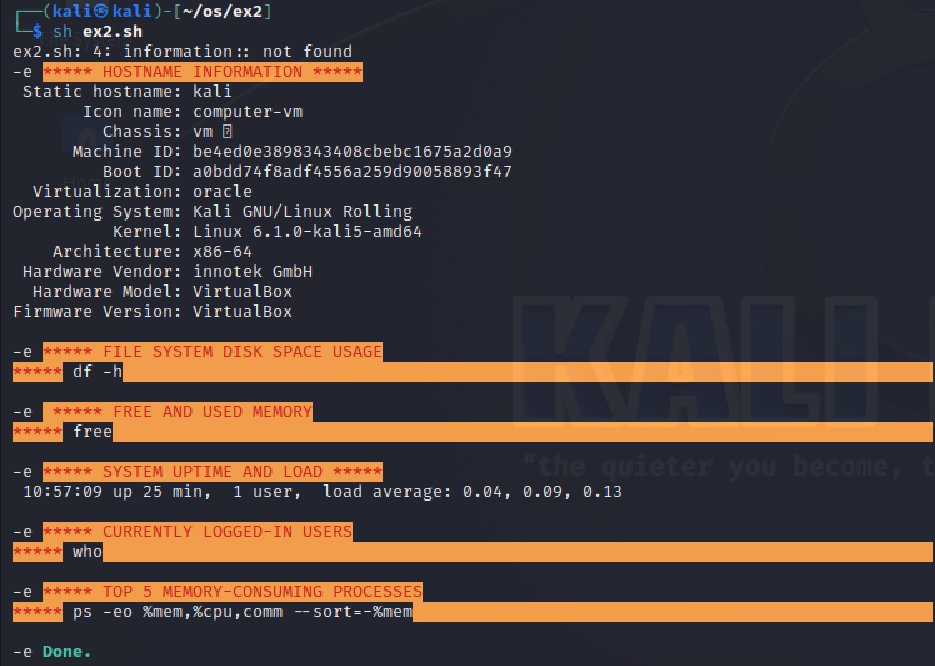 ┌──(kali㉿kali)-[~/os/ex2]
└─$ sh ex2.sh
ex2.sh: 4: information:: not found
-e ***** HOSTNAME INFORMATION *****
Static hostname: kali
Icon name: computer-vm
Chassis: vm
Machine ID: be4ed0e3898343408cbebc1675a2d0a9
Boot ID: a0bdd74f8adf4556a259d90058893f47
Virtualization: oracle
Operating System: Kali GNU/Linux Rolling
Kernel: Linux 6.1.0-kali5-amd64
Architecture: x86-64
Hardware Vendor: innotek GmbH
Hardware Model: VirtualBox
Firmware Version: VirtualBox
-e ***** FILE SYSTEM DISK SPACE USAGE
***** df -h
-e ***** FREE AND USED MEMORY
***** free
-e ***** SYSTEM UPTIME AND LOAD *****
10:57:09 up 25 min, 1 user, load average: 0.04, 0.09, 0.13
-e ***** CURRENTLY LOGGED-IN USERS
***** who
-e ***** TOP 5 MEMORY-CONSUMING PROCESSES
***** ps -eo %mem,%cpu,comm --sort=-%mem
-e Done.
KALI
"the quieter you become,